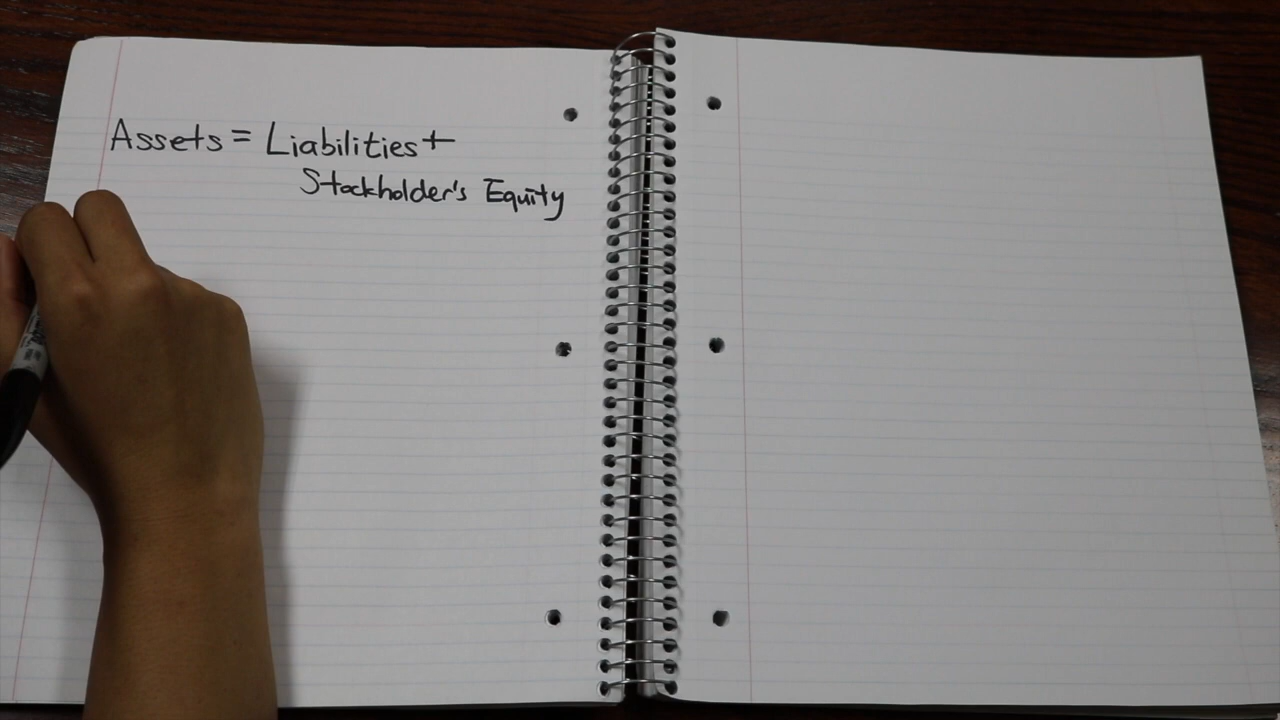 Assets = Liabilities +
Stockholder's Equity